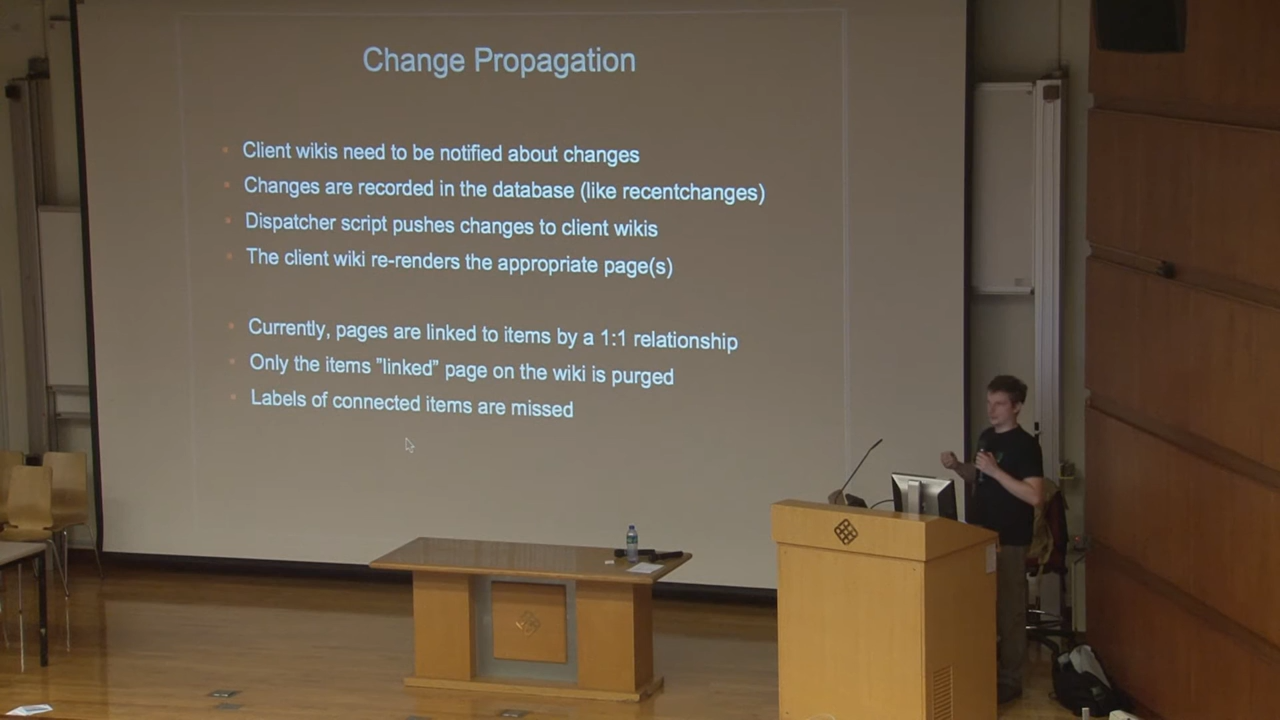 Change Propagation
Client wikis need to be notified about changes
Changes are recorded in the database (like recentchanges)
Dispatcher script pushes changes to client wikis
The client wiki re-renders the appropriate page(s)
Currently, pages are linked to items by a 1:1 relationship
Only the items "linked" page on the wiki is purged
Labels of connected items are missed